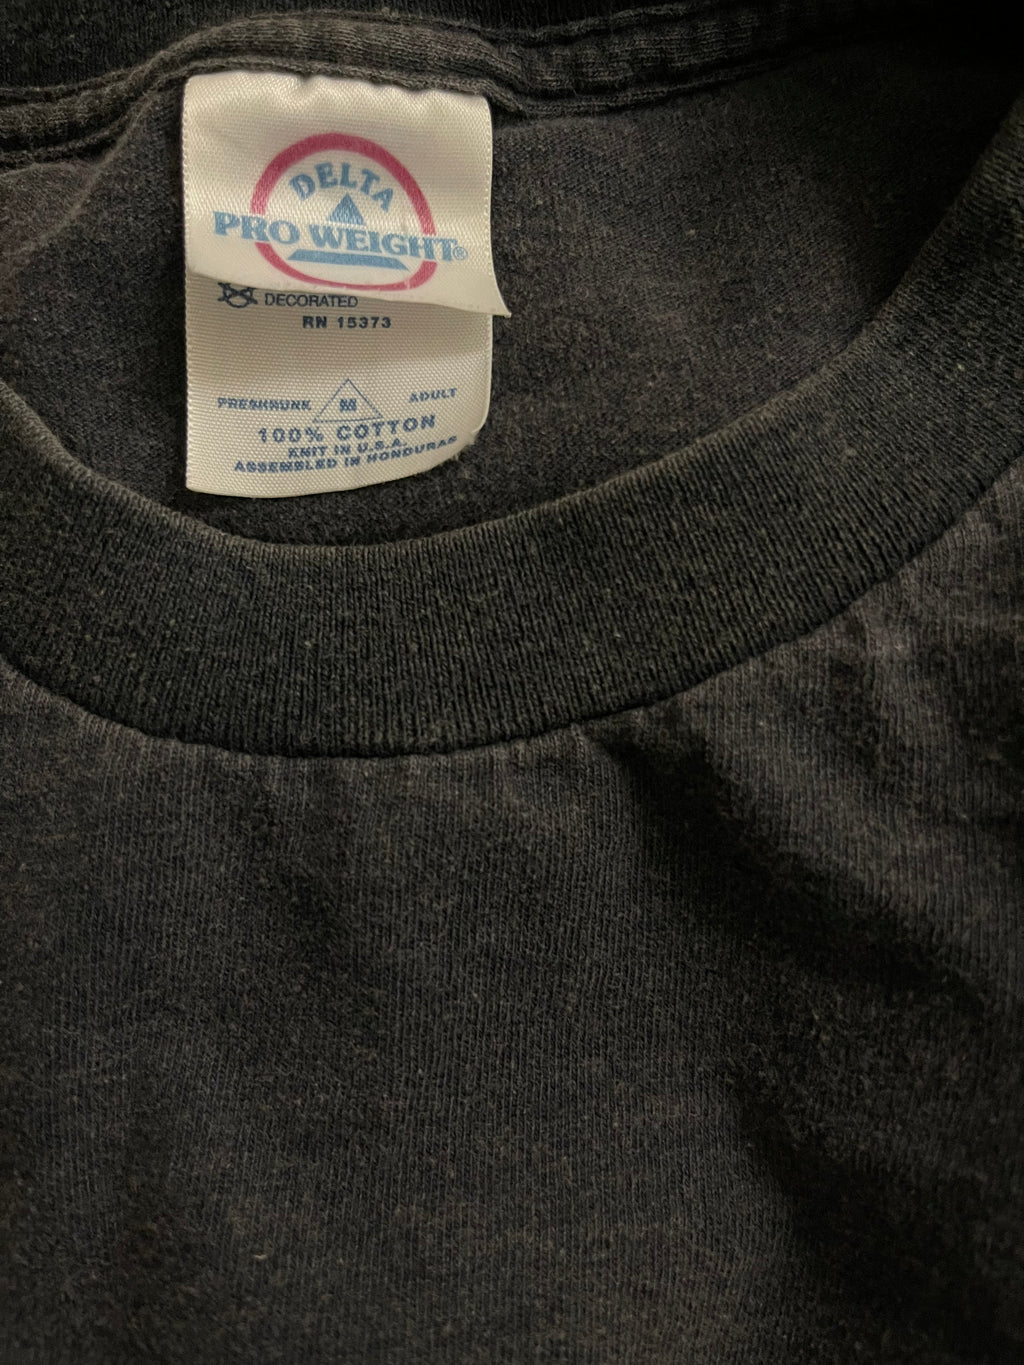 DELTA
PRO WEIGHT®
DECORATED
RN 15373
PRESHRUNK M ADULT
100% COTTON
KNIT IN U.S.A.
ASSEMBLED IN HONDURAS